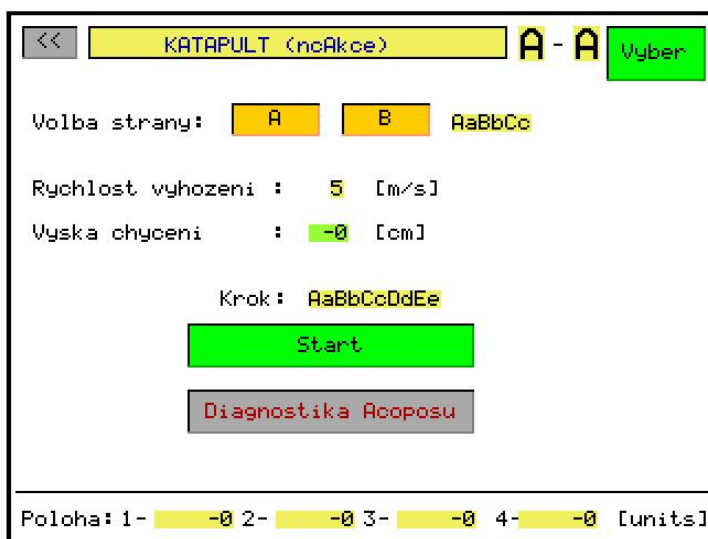 << KATAPULT (ncAkce) A - A Vyber
Volba strany: A B AaBbCc
Rychlost vyhozeni : 5 [m/s]
Vyska chyceni : -0 [cm]
Krok: AaBbCcDdEe
Start
Diagnostika Acoposu
Poloha: 1- -0 2- -0 3- -0 4- -0 [units]